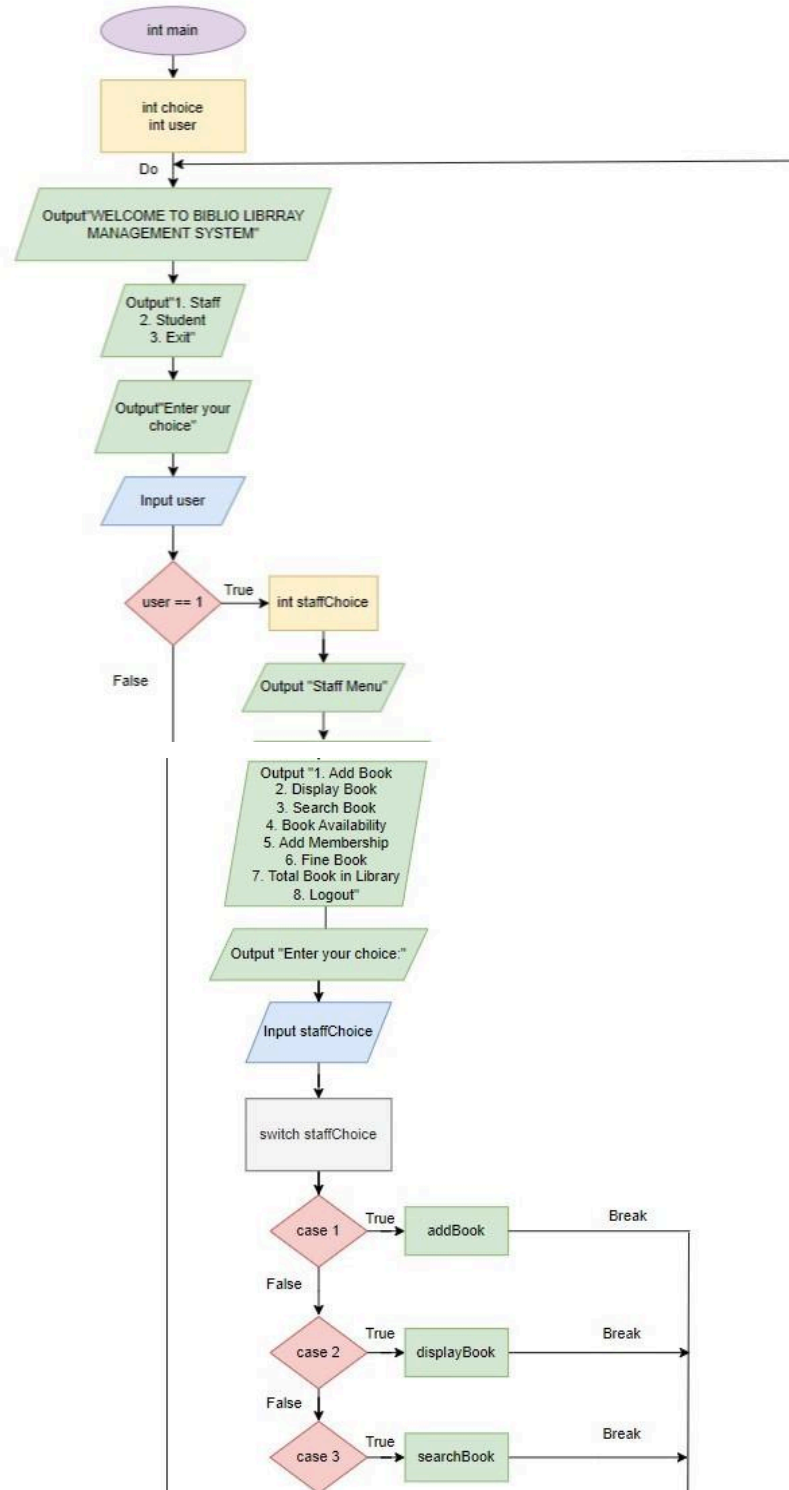 int main
int choice
int user
Do
Output"WELCOME TO BIBLIO LIBRRAY
MANAGEMENT SYSTEM"
Output"1. Staff
2. Student
3. Exit"
Output"Enter your
choice"
Input user
user == 1
True
int staffChoice
False
Output "Staff Menu"
Output "1. Add Book
2. Display Book
3. Search Book
4. Book Availability
5. Add Membership
6. Fine Book
7. Total Book in Library
8. Logout"
Output "Enter your choice:"
Input staffChoice
switch staffChoice
case 1
True
addBook
Break
False
case 2
True
displayBook
Break
False
case 3
True
searchBook
Break